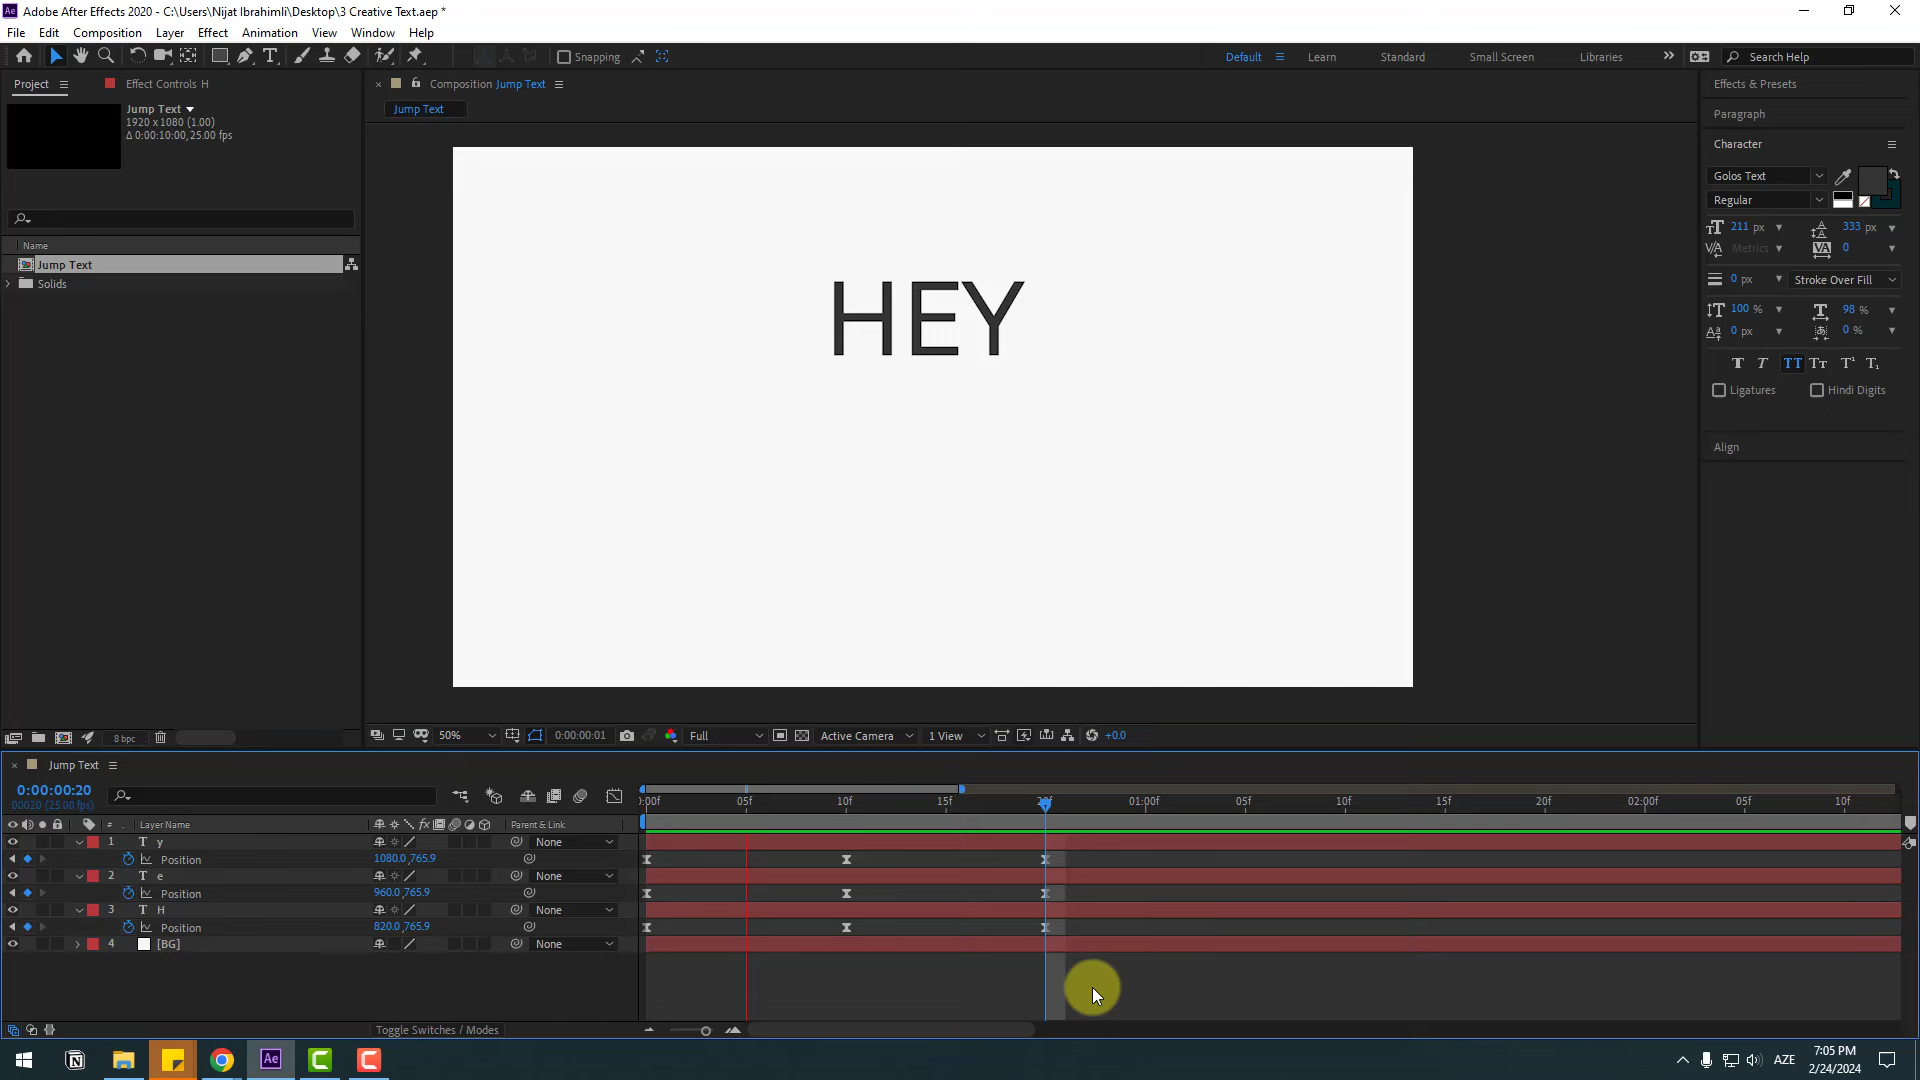 Adobe After Effects 2020 - C:\Users\Nijat Ibrahimli\Desktop\3 Creative Text.aep *
File Edit Composition Layer Effect Animation View Window Help
Snapping Default Learn Standard Small Screen Libraries Search Help
Project Effect Controls H
Composition Jump Text
Effects & Presets
Jump Text
1920 x 1080 (1.00)
Δ 0:00:10:00, 25.00 fps
Jump Text
Paragraph
Character
Golos Text
Regular
211 px 333 px
Metrics 0
0 px Stroke Over Fill
100 % 98 %
0 px 0 %
Ligatures Hindi Digits
Align
Name
Jump Text
Solids
HEY
8 bpc
50% 0:00:00:01 Full Active Camera 1 View +0.0
Jump Text
0:00:00:20
00020 (25.00 fps)
:00f 05f 10f 15f 20f 01:00f 05f 10f 15f 20f 02:00f 05f 10f
# Layer Name fx Parent & Link
1 T y None
Position 1080.0,765.9
2 T e None
Position 960.0,765.9
3 T H None
Position 820.0,765.9
4 [BG] None
Toggle Switches / Modes
AZE
7:05 PM
2/24/2024